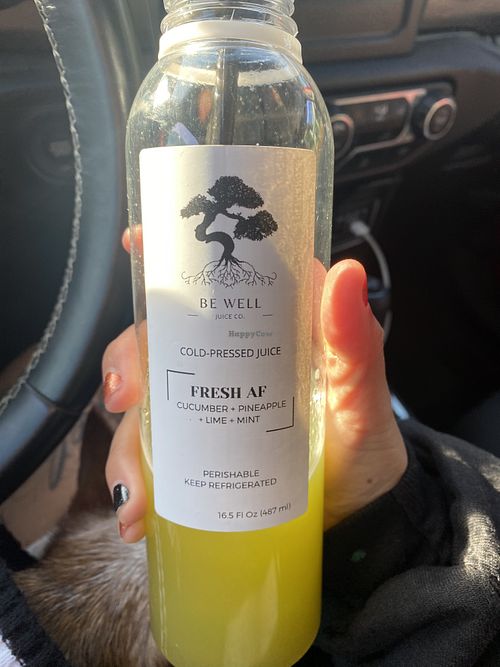 BE WELL
JUICE CO.
HappyCow
COLD-PRESSED JUICE
FRESH AF
CUCUMBER + PINEAPPLE
+ LIME + MINT
PERISHABLE
KEEP REFRIGERATED
16.5 Fl Oz (487 ml)